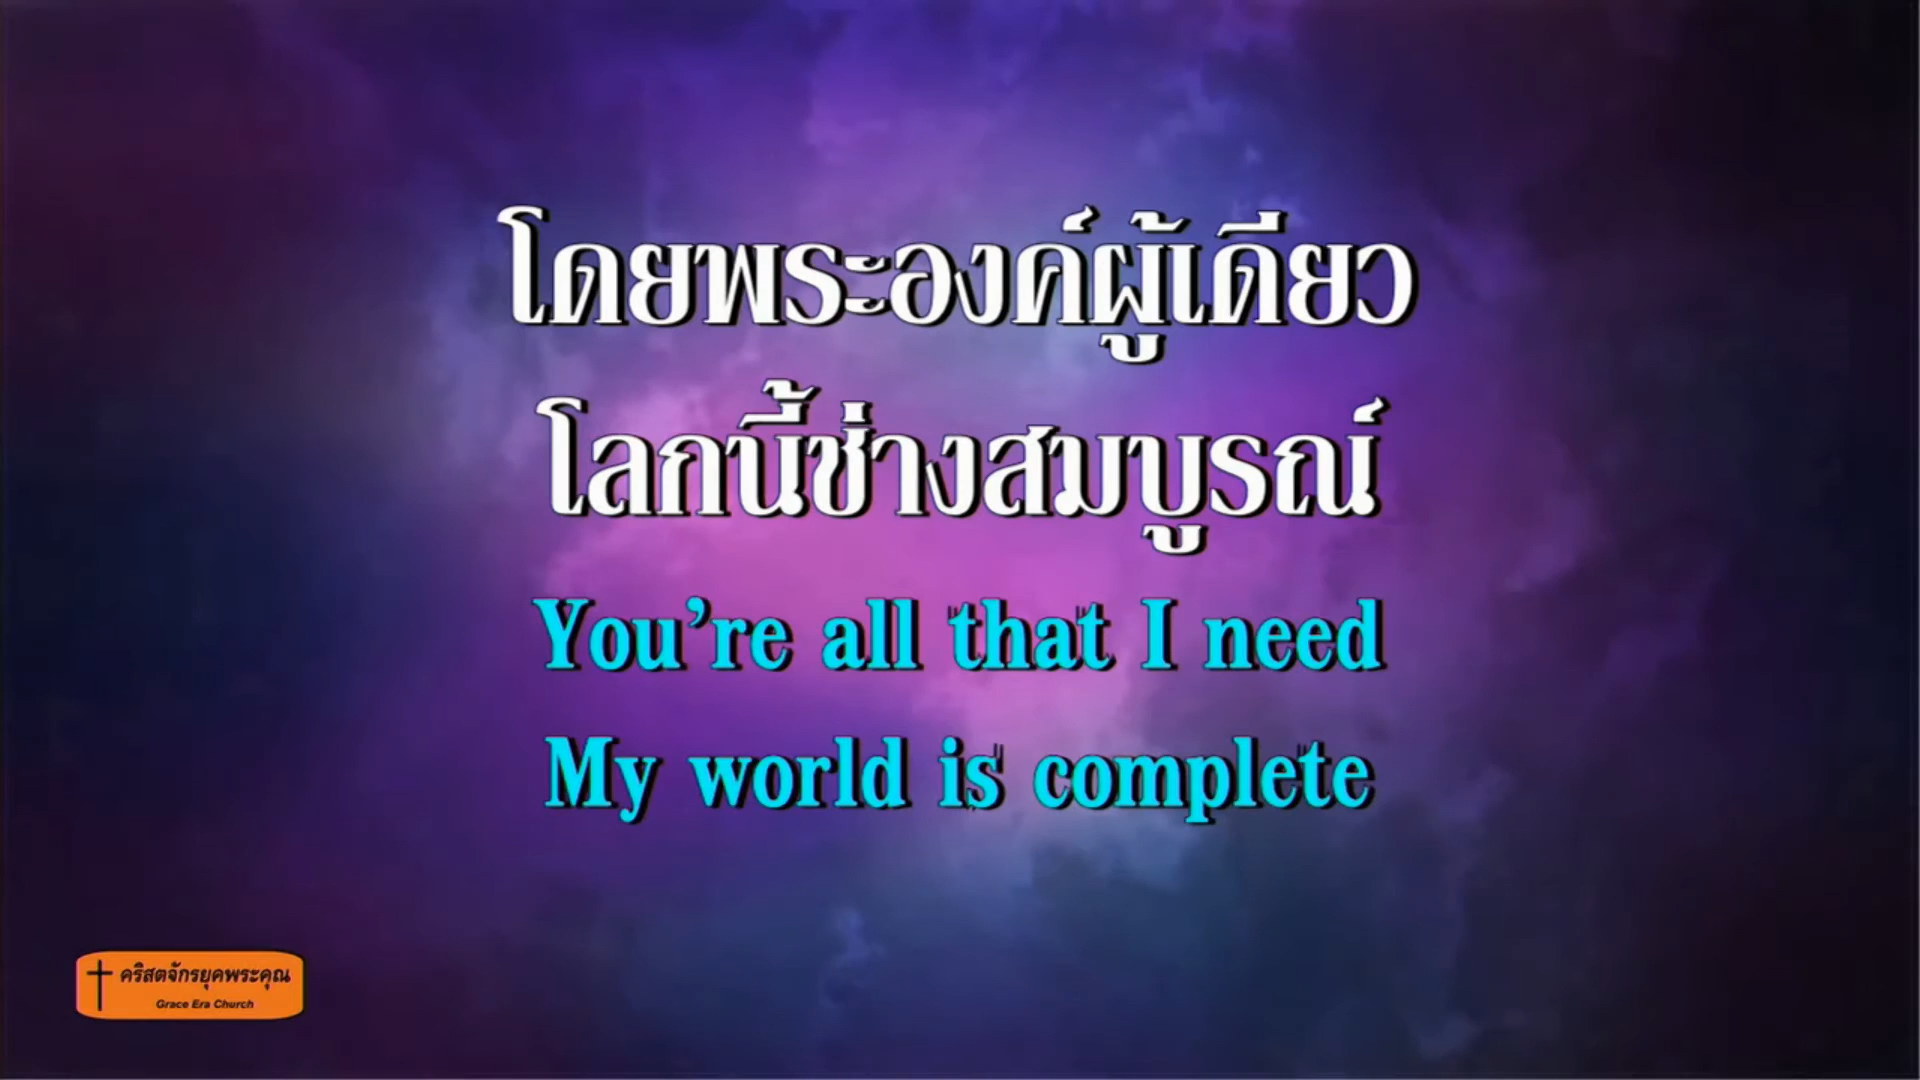 โดยพระองค์ผู้เดียว
โลกนี้ช่างสมบูรณ์
You're all that I need
My world is complete
คริสตจักรยุคพระคุณ
Grace Era Church